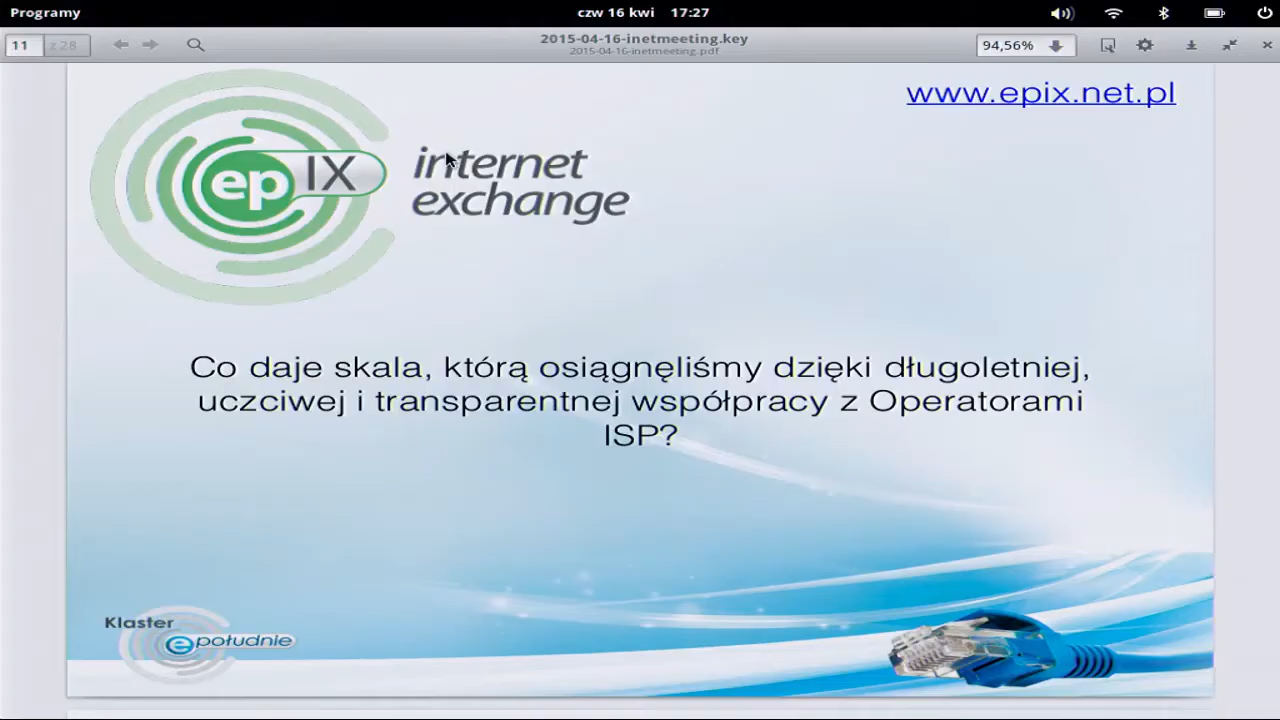 Programy
czw 16 kwi 17:27
11 z 28
2015-04-16-inetmeeting.key
2015-04-16-inetmeeting.pdf
94,56%
www.epix.net.pl
ep IX
internet
exchange
Co daje skala, którą osiągnęliśmy dzięki długoletniej,
uczciwej i transparentnej współpracy z Operatorami
ISP?
Klaster
e południe